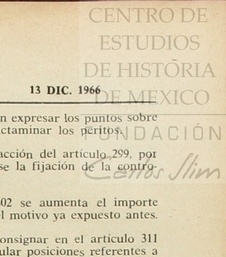 CENTRO DE
ESTUDIOS
DE HISTORIA
13 DIC. 1966
DE MEXICO
n expresar los puntos sobre
ctaminar los peritos.
FUNDACIÓN
acción del artículo 299, por
se la fijación de la contro-
Carlos Slim
02 se aumenta el importe
l motivo ya expuesto antes.
onsignar en el artículo 311
ular posiciones referentes a